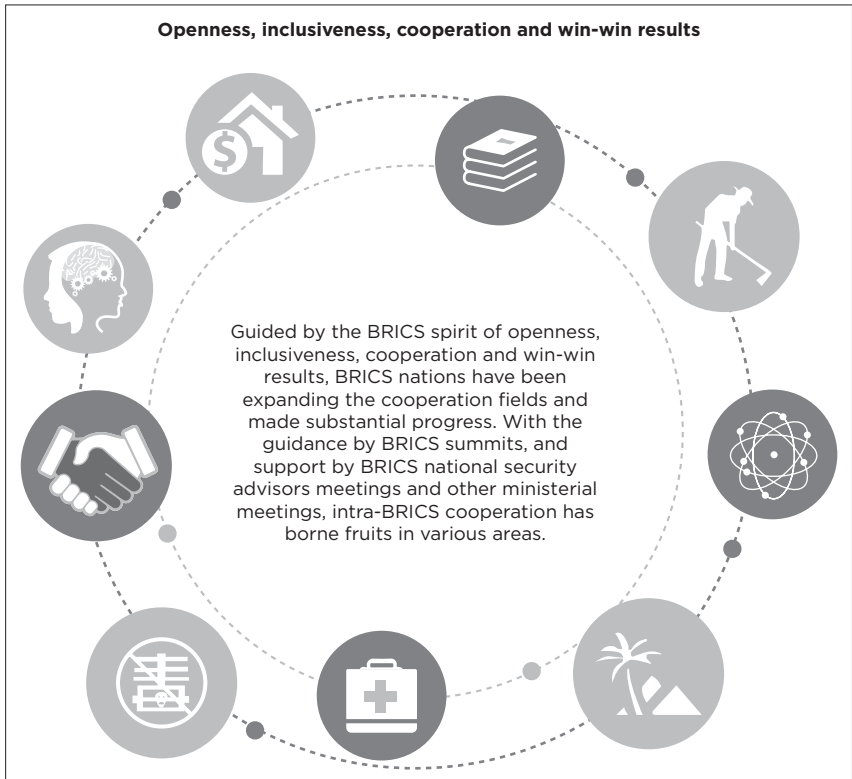 Openness, inclusiveness, cooperation and win-win results
$
Guided by the BRICS spirit of openness,
inclusiveness, cooperation and win-win
results, BRICS nations have been
expanding the cooperation fields and
made substantial progress. With the
guidance by BRICS summits, and
support by BRICS national security
advisors meetings and other ministerial
meetings, intra-BRICS cooperation has
borne fruits in various areas.